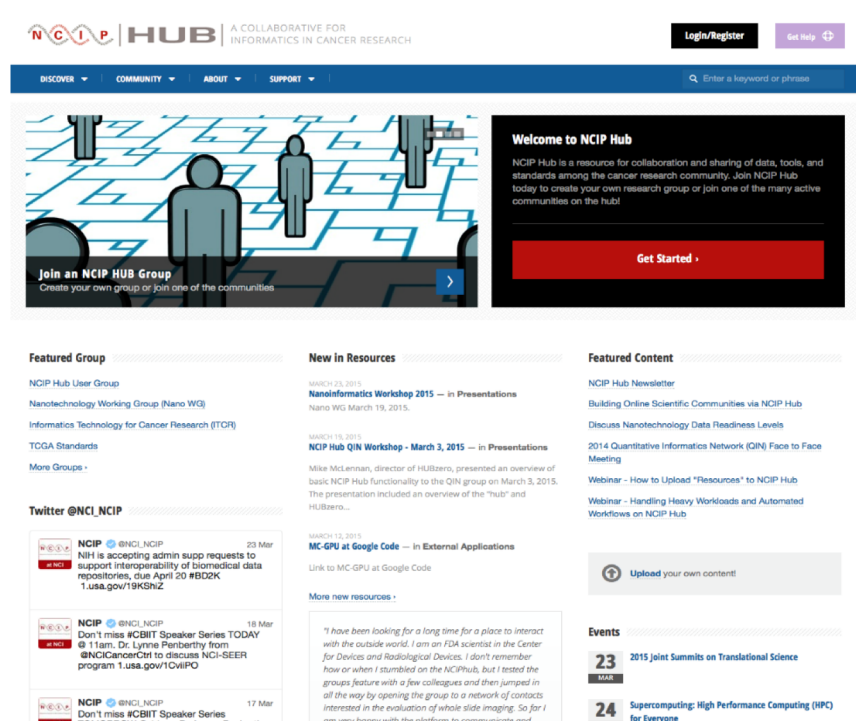 NCIP HUB A COLLABORATIVE FOR
INFORMATICS IN CANCER RESEARCH
Login/Register
Get Help
DISCOVER
COMMUNITY
ABOUT
SUPPORT
Enter a keyword or phrase
Join an NCIP HUB Group
Create your own group or join one of the communities
Welcome to NCIP Hub
NCIP Hub is a resource for collaboration and sharing of data, tools, and
standards among the cancer research community. Join NCIP Hub
today to create your own research group or join one of the many active
communities on the hub!
Get Started ›
Featured Group
NCIP Hub User Group
Nanotechnology Working Group (Nano WG)
Informatics Technology for Cancer Research (ITCR)
TCGA Standards
More Groups ›
Twitter @NCI_NCIP
NCIP @NCI_NCIP 23 Mar
NIH is accepting admin supp requests to
support interoperability of biomedical data
repositories, due April 20 #BD2K
1.usa.gov/19KShiZ
NCIP
at NCI
NCIP @NCI_NCIP 18 Mar
Don't miss #CBIIT Speaker Series TODAY
@ 11am. Dr. Lynne Penberthy from
@NCICancerCtrl to discuss NCI-SEER
program 1.usa.gov/1CviiPO
NCIP
at NCI
NCIP @NCI_NCIP 17 Mar
Don't miss #CBIIT Speaker Series
NCIP
at NCI
New in Resources
MARCH 23, 2015
Nanoinformatics Workshop 2015 — in Presentations
Nano WG March 19, 2015.
MARCH 19, 2015
NCIP Hub QIN Workshop - March 3, 2015 — in Presentations
Mike McLennan, director of HUBzero, presented an overview of
basic NCIP Hub functionality to the QIN group on March 3, 2015.
The presentation included an overview of the "hub" and
HUBzero...
MARCH 12, 2015
MC-GPU at Google Code — in External Applications
Link to MC-GPU at Google Code
More new resources ›
"I have been looking for a long time for a place to interact
with the outside world. I am an FDA scientist in the Center
for Devices and Radiological Devices. I don't remember
how or when I stumbled on the NCIPhub, but I tested the
groups feature with a few colleagues and then jumped in
all the way by opening the group to a network of contacts
interested in the evaluation of whole slide imaging. So far I
am very happy with the platform to communicate and
Featured Content
NCIP Hub Newsletter
Building Online Scientific Communities via NCIP Hub
Discuss Nanotechnology Data Readiness Levels
2014 Quantitative Informatics Network (QIN) Face to Face
Meeting
Webinar - How to Upload "Resources" to NCIP Hub
Webinar - Handling Heavy Workloads and Automated
Workflows on NCIP Hub
Upload your own content!
Events
23
MAR
2015 Joint Summits on Translational Science
24
Supercomputing: High Performance Computing (HPC)
for Everyone